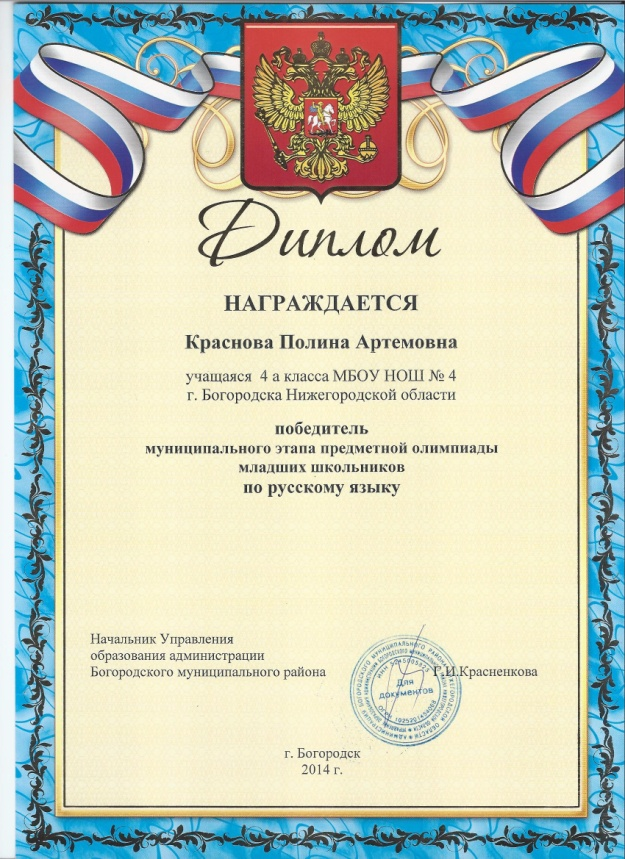 Диплом
НАГРАЖДАЕТСЯ
Краснова Полина Артемовна
учащаяся 4 а класса МБОУ НОШ № 4
г. Богородска Нижегородской области
победитель
муниципального этапа предметной олимпиады
младших школьников
по русскому языку
Начальник Управления
образования администрации
Богородского муниципального района
Г.И.Красненкова
Для
документов
г. Богородск
2014 г.